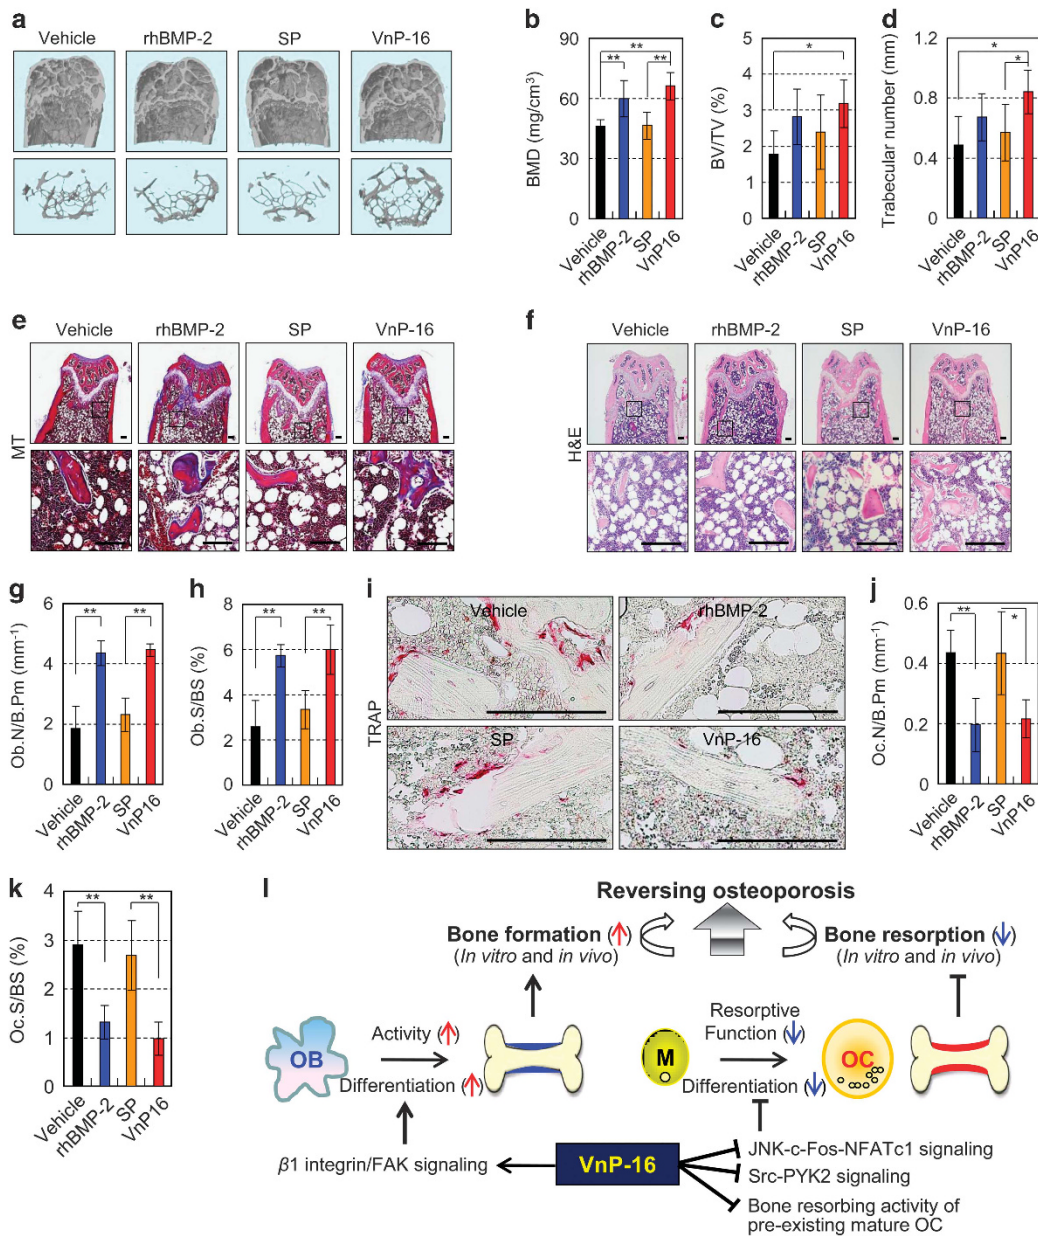 a
Vehicle rhBMP-2 SP VnP-16
b
BMD (mg/cm³)
90
60
30
0
** ** **
Vehicle rhBMP-2 SP VnP16
c
BV/TV (%)
5
4
3
2
1
0
*
Vehicle rhBMP-2 SP VnP16
d
Trabecular number (mm)
1.2
0.8
0.4
0
* *
Vehicle rhBMP-2 SP VnP16
e
Vehicle rhBMP-2 SP VnP-16
MT
f
Vehicle rhBMP-2 SP VnP-16
H&E
g
Ob.N/B.Pm (mm⁻¹)
6
4
2
0
** **
Vehicle rhBMP-2 SP VnP16
h
Ob.S/BS (%)
8
6
4
2
0
** **
Vehicle rhBMP-2 SP VnP16
i
TRAP
Vehicle rhBMP-2
SP VnP-16
j
Oc.N/B.Pm (mm⁻¹)
0.6
0.4
0.2
0
** *
Vehicle rhBMP-2 SP VnP16
k
Oc.S/BS (%)
4
3
2
1
0
** **
Vehicle rhBMP-2 SP VnP16
l
Reversing osteoporosis
Bone formation (↑)
(In vitro and in vivo)
Bone resorption (↓)
(In vitro and in vivo)
OB
Activity (↑)
Differentiation (↑)
M
Resorptive
Function (↓)
Differentiation (↓)
OC
β1 integrin/FAK signaling
VnP-16
JNK-c-Fos-NFATc1 signaling
Src-PYK2 signaling
Bone resorbing activity of
pre-existing mature OC